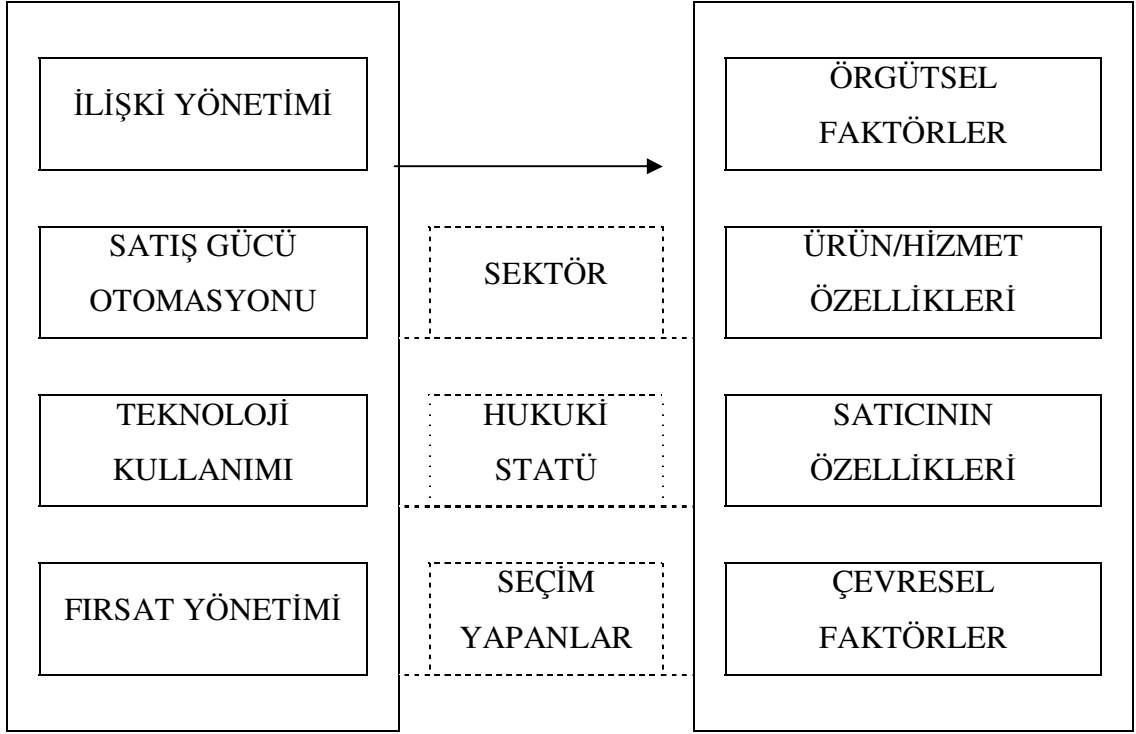 İLİŞKİ YÖNETİMİ
SATIŞ GÜCÜ
OTOMASYONU
TEKNOLOJİ
KULLANIMI
FIRSAT YÖNETİMİ
SEKTÖR
HUKUKİ
STATÜ
SEÇİM
YAPANLAR
ÖRGÜTSEL
FAKTÖRLER
ÜRÜN/HİZMET
ÖZELLİKLERİ
SATICININ
ÖZELLİKLERİ
ÇEVRESEL
FAKTÖRLER